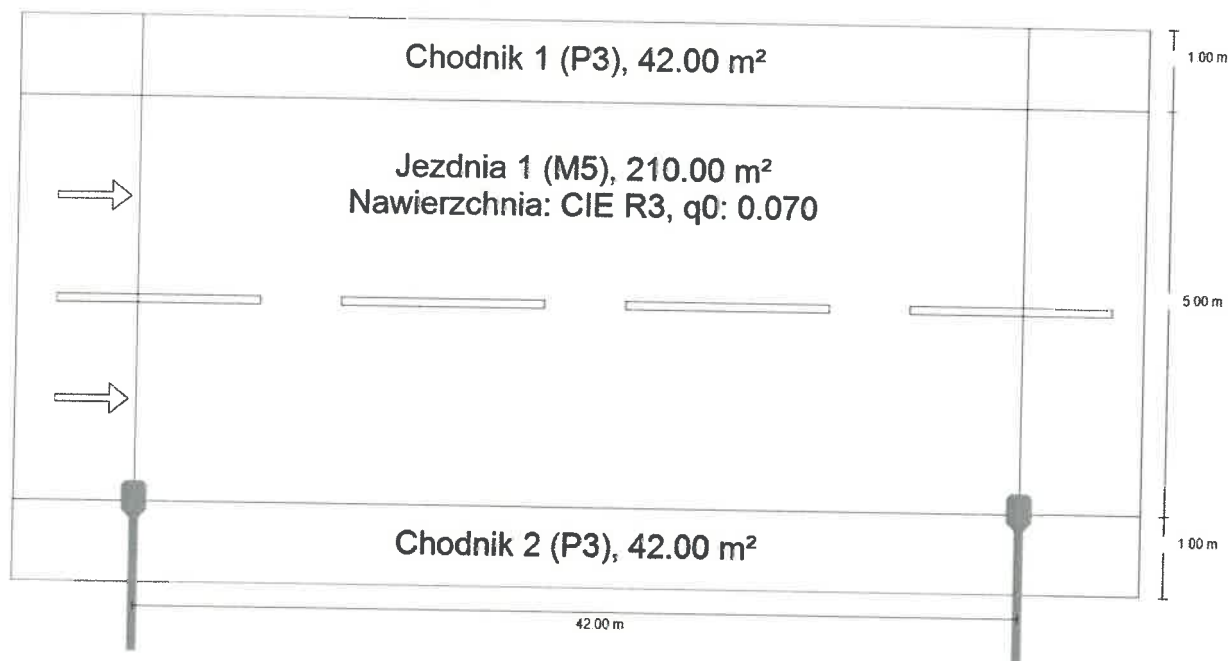 Chodnik 1 (P3), 42.00 m²
1.00 m
Jezdnia 1 (M5), 210.00 m²
Nawierzchnia: CIE R3, q0: 0.070
5.00 m
Chodnik 2 (P3), 42.00 m²
1.00 m
42.00 m